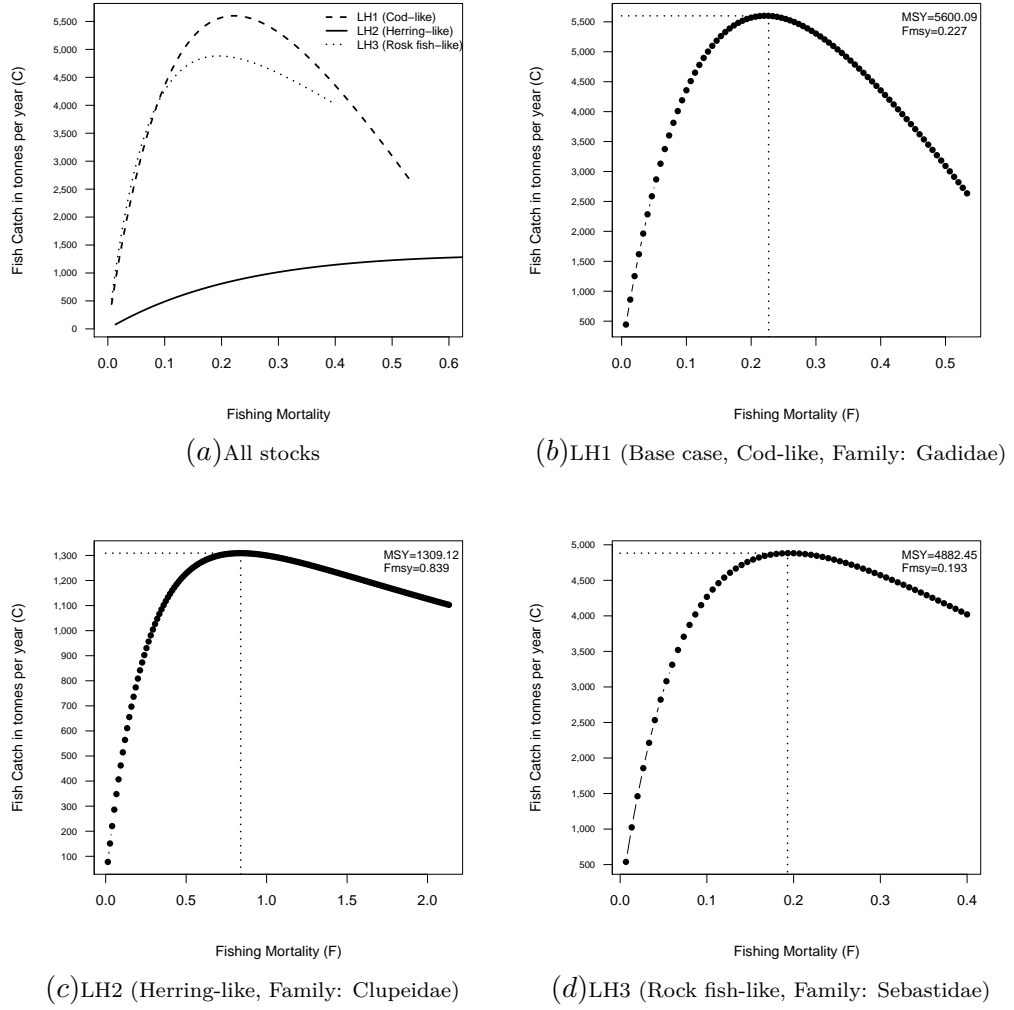 Fish Catch in tonnes per year (C)
5,500
5,000
4,500
4,000
3,500
3,000
2,500
2,000
1,500
1,000
500
0
LH1 (Cod-like)
LH2 (Herring-like)
LH3 (Rosk fish-like)
0.0 0.1 0.2 0.3 0.4 0.5 0.6
Fishing Mortality
(a)All stocks
Fish Catch in tonnes per year (C)
5,500
5,000
4,500
4,000
3,500
3,000
2,500
2,000
1,500
1,000
500
MSY=5600.09
Fmsy=0.227
0.0 0.1 0.2 0.3 0.4 0.5
Fishing Mortality (F)
(b)LH1 (Base case, Cod-like, Family: Gadidae)
Fish Catch in tonnes per year (C)
1,300
1,200
1,100
1,000
900
800
700
600
500
400
300
200
100
MSY=1309.12
Fmsy=0.839
0.0 0.5 1.0 1.5 2.0
Fishing Mortality (F)
(c)LH2 (Herring-like, Family: Clupeidae)
Fish Catch in tonnes per year (C)
5,000
4,500
4,000
3,500
3,000
2,500
2,000
1,500
1,000
500
MSY=4882.45
Fmsy=0.193
0.0 0.1 0.2 0.3 0.4
Fishing Mortality (F)
(d)LH3 (Rock fish-like, Family: Sebastidae)